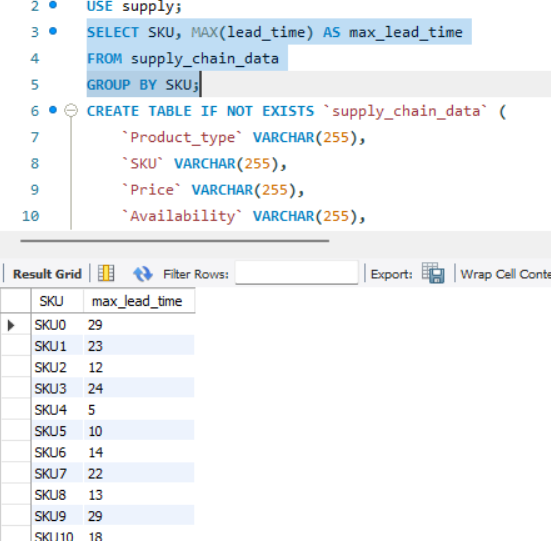 2 USE supply;
3 SELECT SKU, MAX(lead_time) AS max_lead_time
4 FROM supply_chain_data
5 GROUP BY SKU;
6 CREATE TABLE IF NOT EXISTS `supply_chain_data` (
7 `Product_type` VARCHAR(255),
8 `SKU` VARCHAR(255),
9 `Price` VARCHAR(255),
10 `Availability` VARCHAR(255),
Result Grid Filter Rows: Export: Wrap Cell Conte
SKU max_lead_time
SKU0 29
SKU1 23
SKU2 12
SKU3 24
SKU4 5
SKU5 10
SKU6 14
SKU7 22
SKU8 13
SKU9 29
SKU10 18